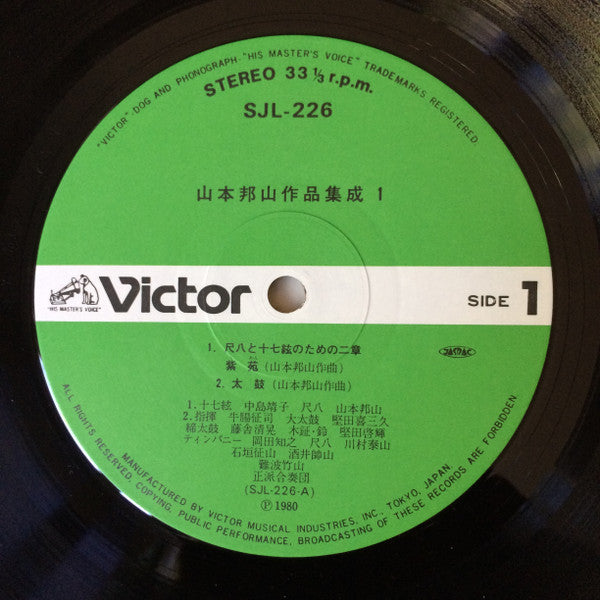 "VICTOR"-DOG AND PHONOGRAPH-"HIS MASTER'S VOICE" TRADEMARKS REGISTERED.
STEREO 33⅓ r.p.m.
SJL-226
山本邦山作品集成 1
"HIS MASTER'S VOICE"
Victor
SIDE 1
1. 尺八と十七絃のための二章
紫苑(山本邦山作曲)
2. 太鼓(山本邦山作曲)
JASRAC
1.十七絃 中島靖子 尺八 山本邦山
2.指揮 牛腸征司 大太鼓 堅田喜三久
締太鼓 藤舎清晃 木鉦・鈴 堅田啓輝
ティンパニー 岡田知之 尺八 川村泰山
石垣征山 酒井帥山
難波竹山
正派合奏団
(SJL-226-A)
Ⓟ1980
ALL RIGHTS RESERVED, COPYING, PUBLIC PERFORMANCE, BROADCASTING OF THESE RECORDS ARE FORBIDDEN
MANUFACTURED BY VICTOR MUSICAL INDUSTRIES, INC., TOKYO, JAPAN.